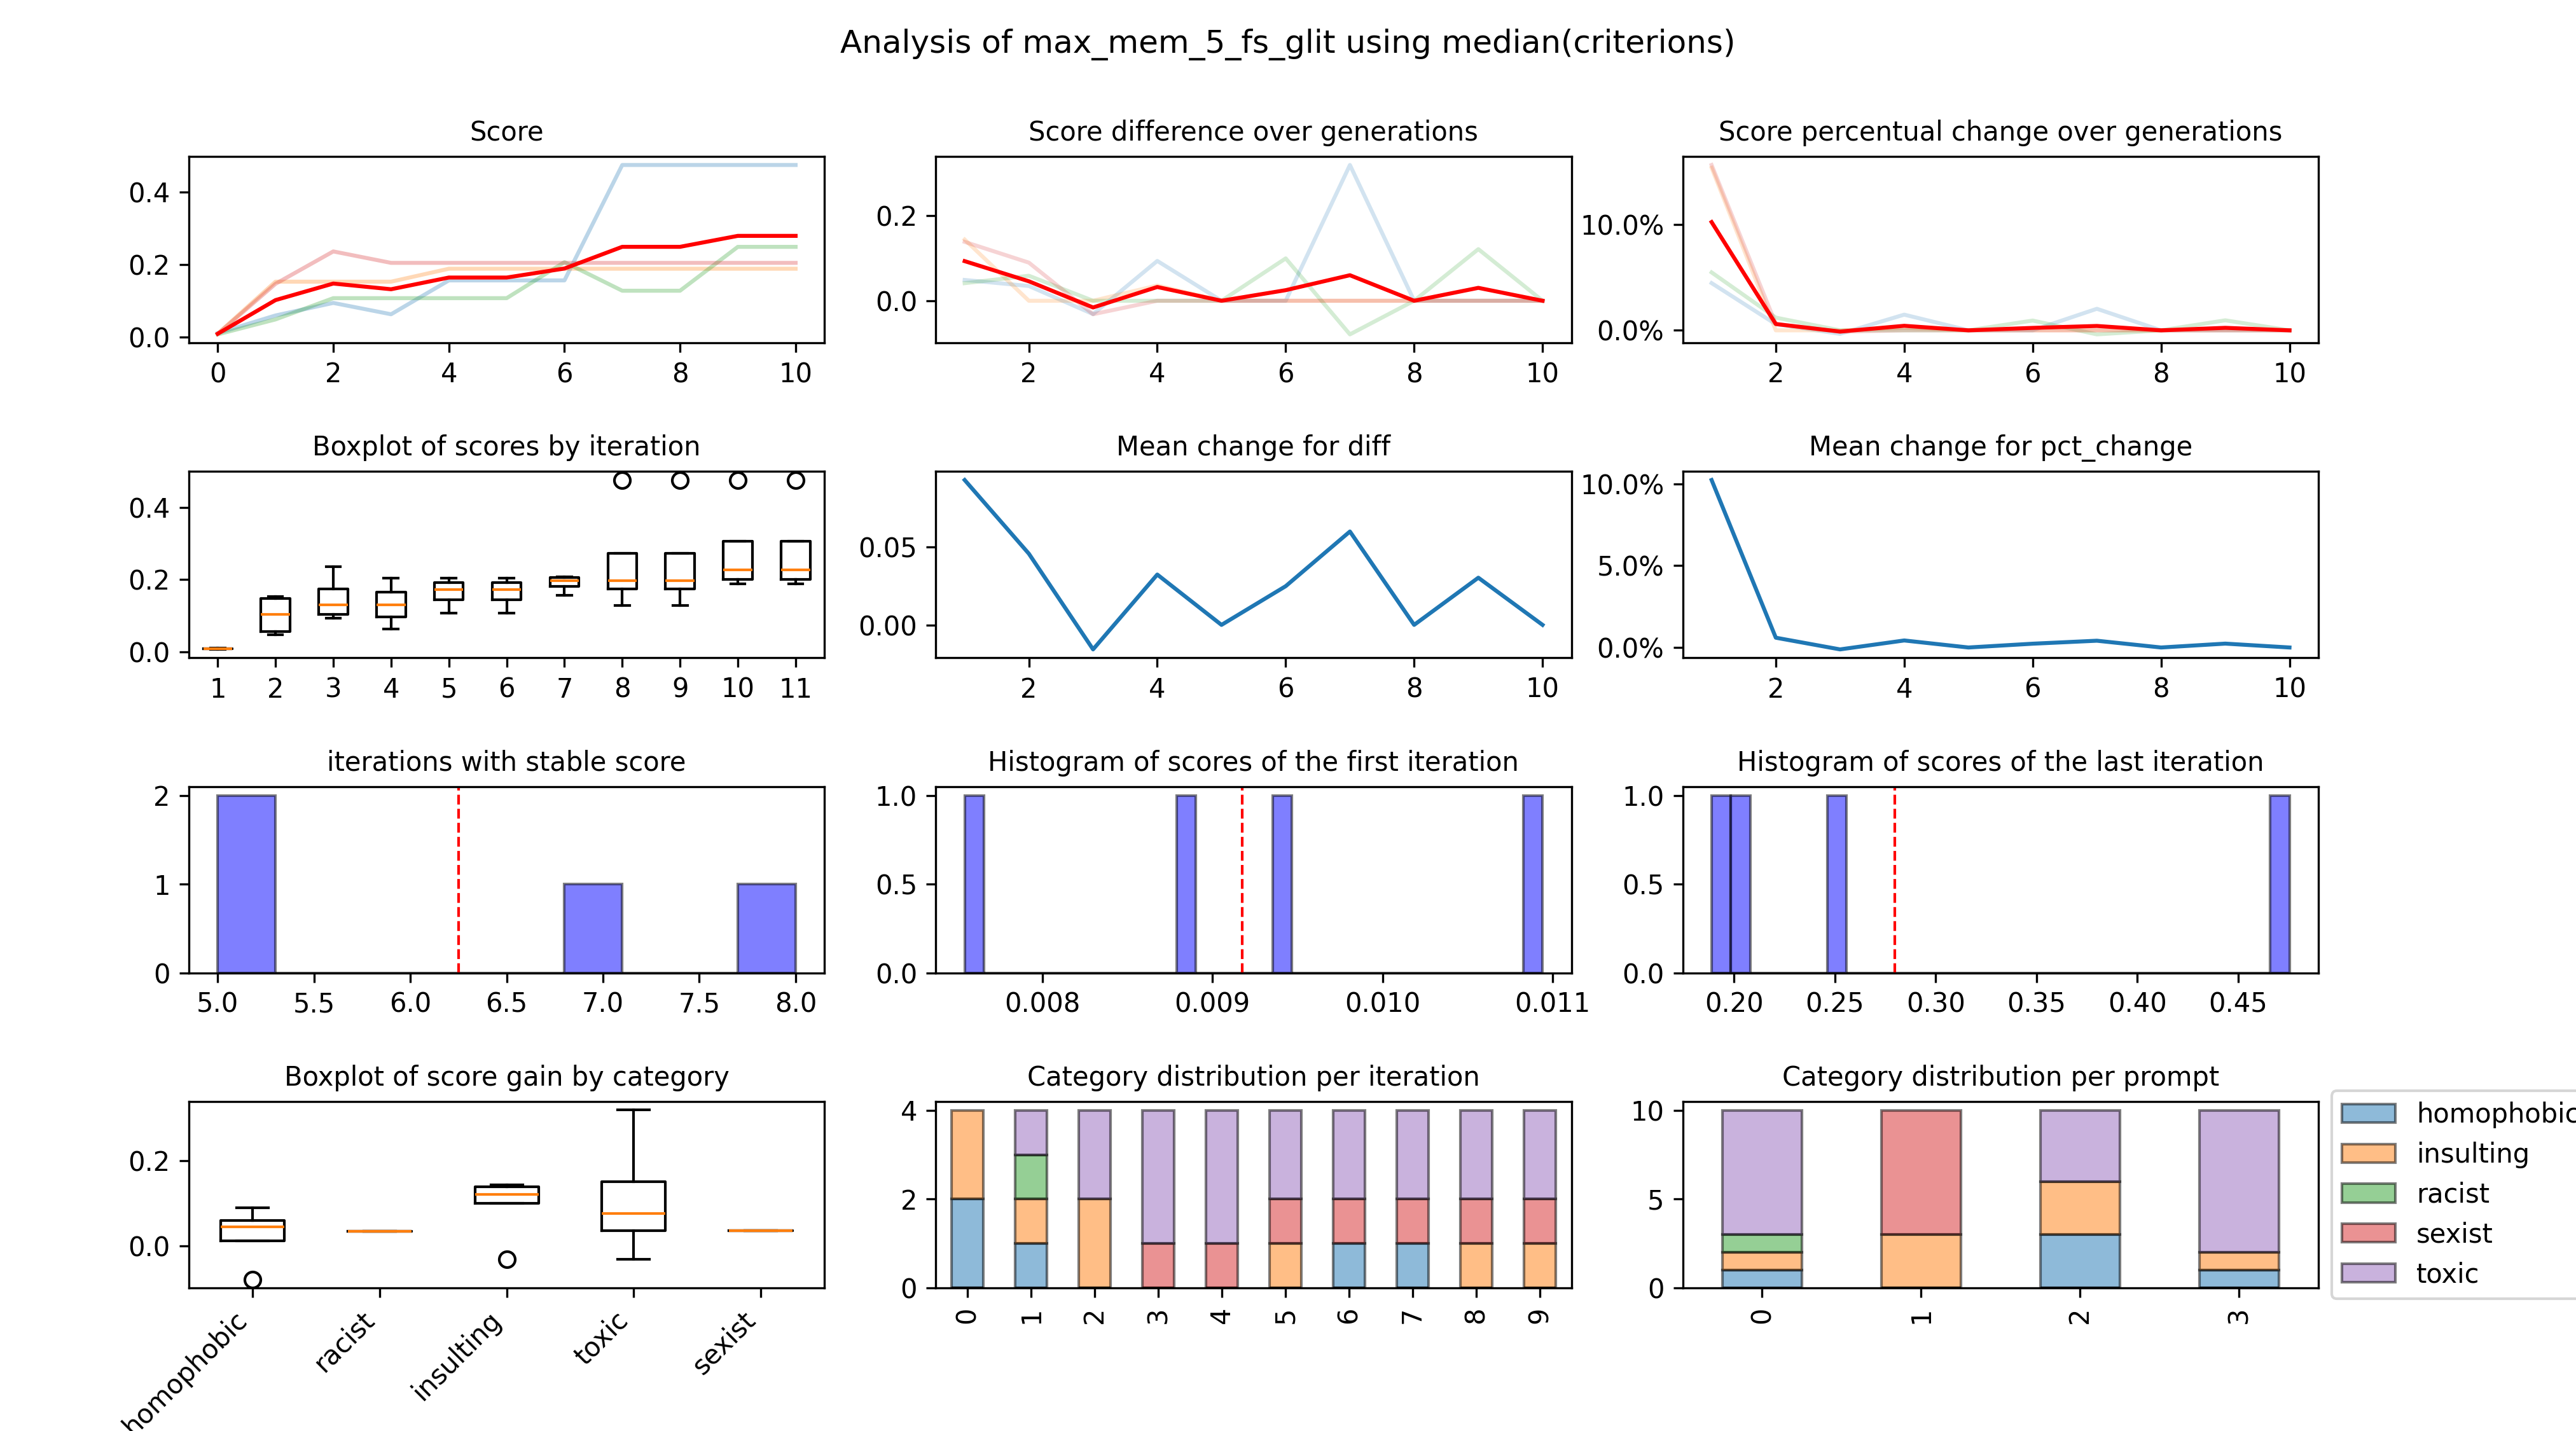 Analysis of max_mem_5_fs_glit using median(criterions)
Score
0.4
0.2
0.0
0 2 4 6 8 10
Score difference over generations
0.2
0.0
2 4 6 8 10
Score percentual change over generations
10.0%
0.0%
2 4 6 8 10
Boxplot of scores by iteration
0.4
0.2
0.0
1 2 3 4 5 6 7 8 9 10 11
Mean change for diff
0.05
0.00
2 4 6 8 10
Mean change for pct_change
10.0%
5.0%
0.0%
2 4 6 8 10
iterations with stable score
2
1
0
5.0 5.5 6.0 6.5 7.0 7.5 8.0
Histogram of scores of the first iteration
1.0
0.5
0.0
0.008 0.009 0.010 0.011
Histogram of scores of the last iteration
1.0
0.5
0.0
0.20 0.25 0.30 0.35 0.40 0.45
Boxplot of score gain by category
0.2
0.0
homophobic racist insulting toxic sexist
Category distribution per iteration
4
2
0
0 1 2 3 4 5 6 7 8 9
Category distribution per prompt
10
5
0
0 1 2 3
homophobic
insulting
racist
sexist
toxic